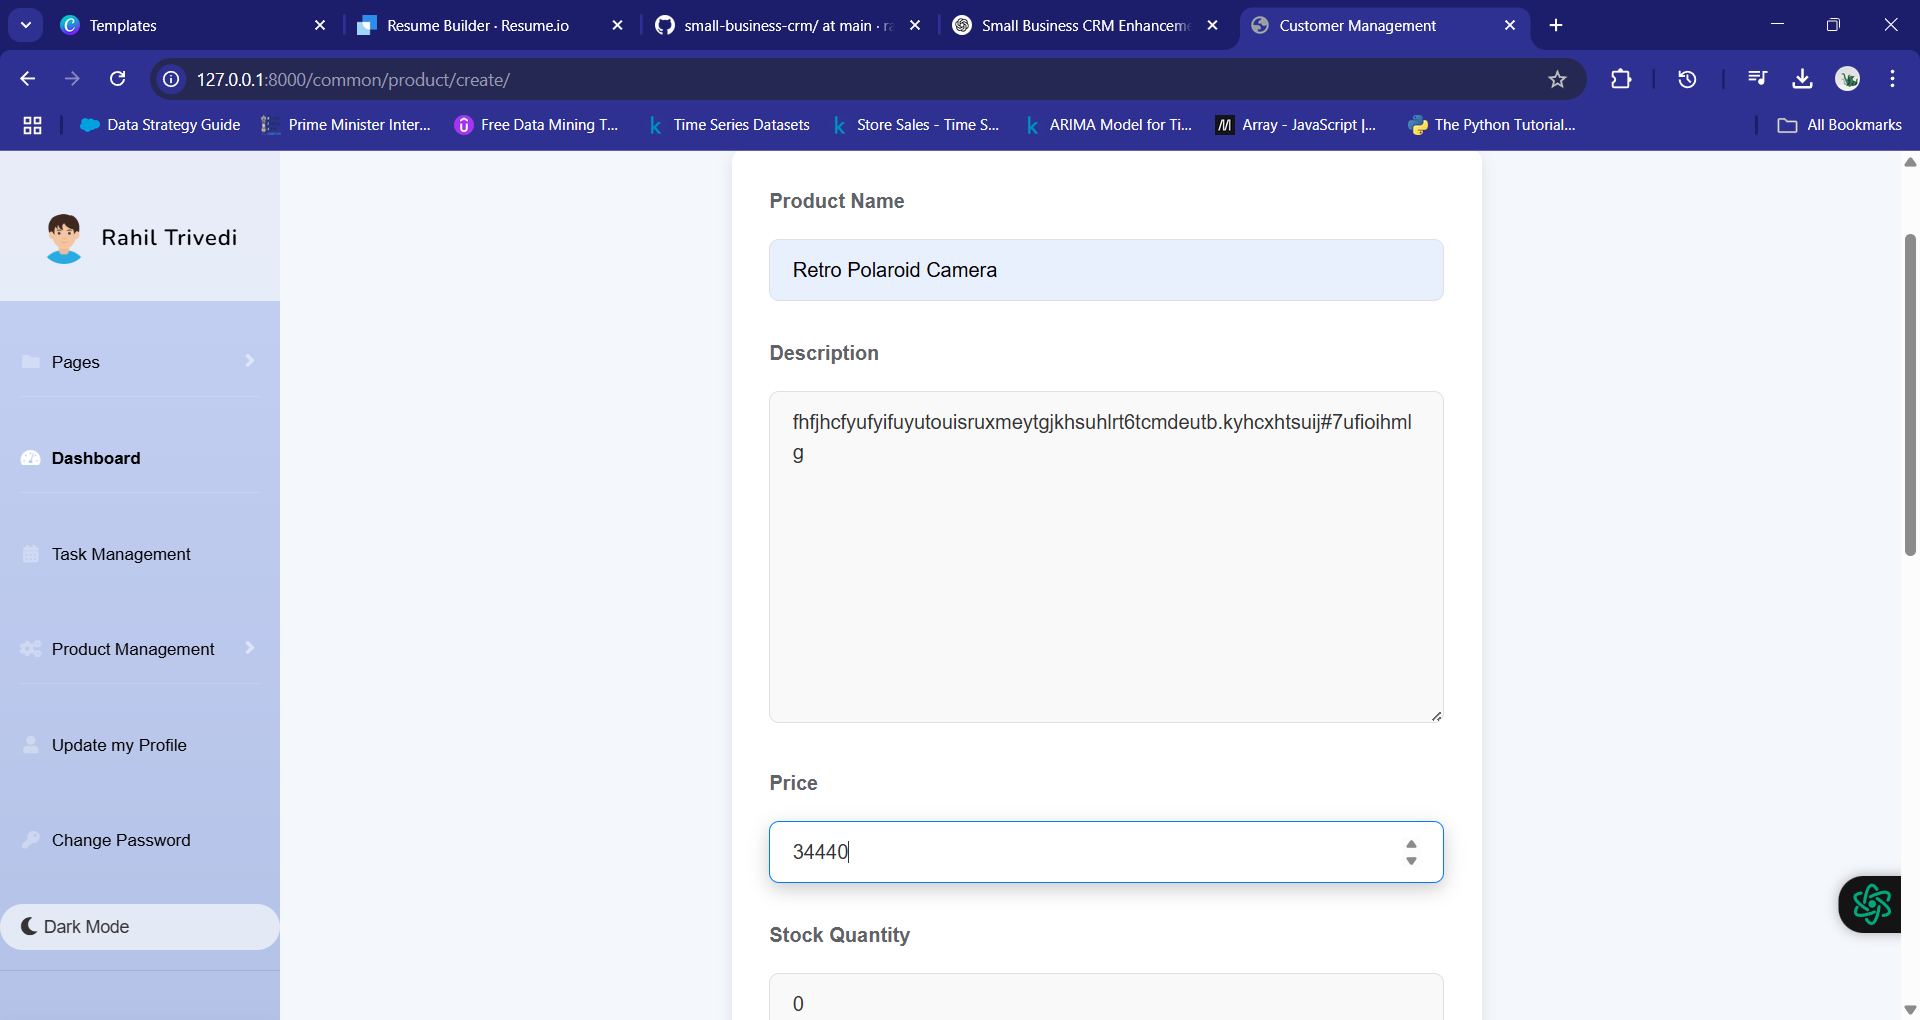 Templates
Resume Builder · Resume.io
small-business-crm/ at main · ra
Small Business CRM Enhanceme
Customer Management
127.0.0.1:8000/common/product/create/
Data Strategy Guide
Prime Minister Inter...
Free Data Mining T...
Time Series Datasets
Store Sales - Time S...
ARIMA Model for Ti...
Array - JavaScript |...
The Python Tutorial...
All Bookmarks
Rahil Trivedi
Pages
Dashboard
Task Management
Product Management
Update my Profile
Change Password
Dark Mode
Product Name
Retro Polaroid Camera
Description
fhfjhcfyufyifuyutouisruxmeytgjkhsuhlrt6tcmdeutb.kyhcxhtsuij#7ufioihml
g
Price
34440
Stock Quantity
0